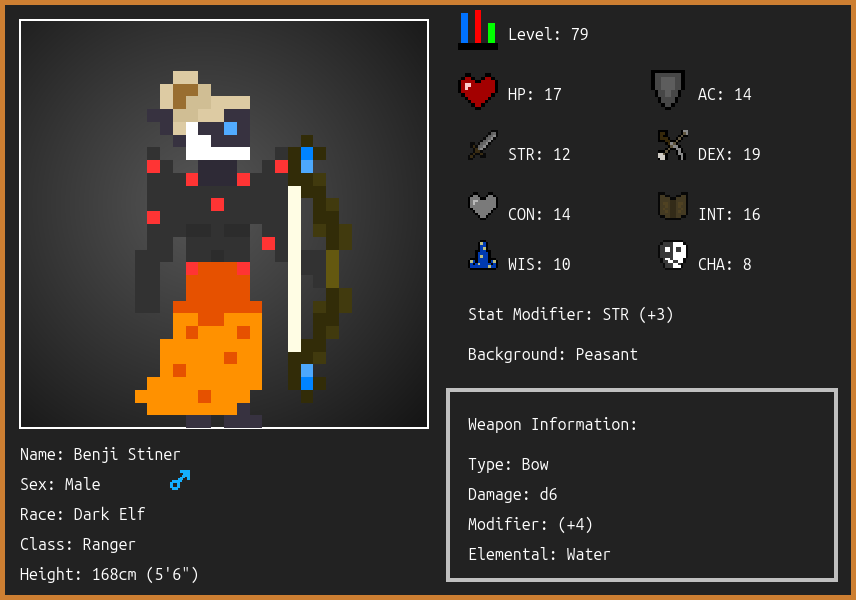 Level: 79
HP: 17
AC: 14
STR: 12
DEX: 19
CON: 14
INT: 16
WIS: 10
CHA: 8
Stat Modifier: STR (+3)
Background: Peasant
Weapon Information:
Type: Bow
Damage: d6
Modifier: (+4)
Elemental: Water
Name: Benji Stiner
Sex: Male
Race: Dark Elf
Class: Ranger
Height: 168cm (5'6")